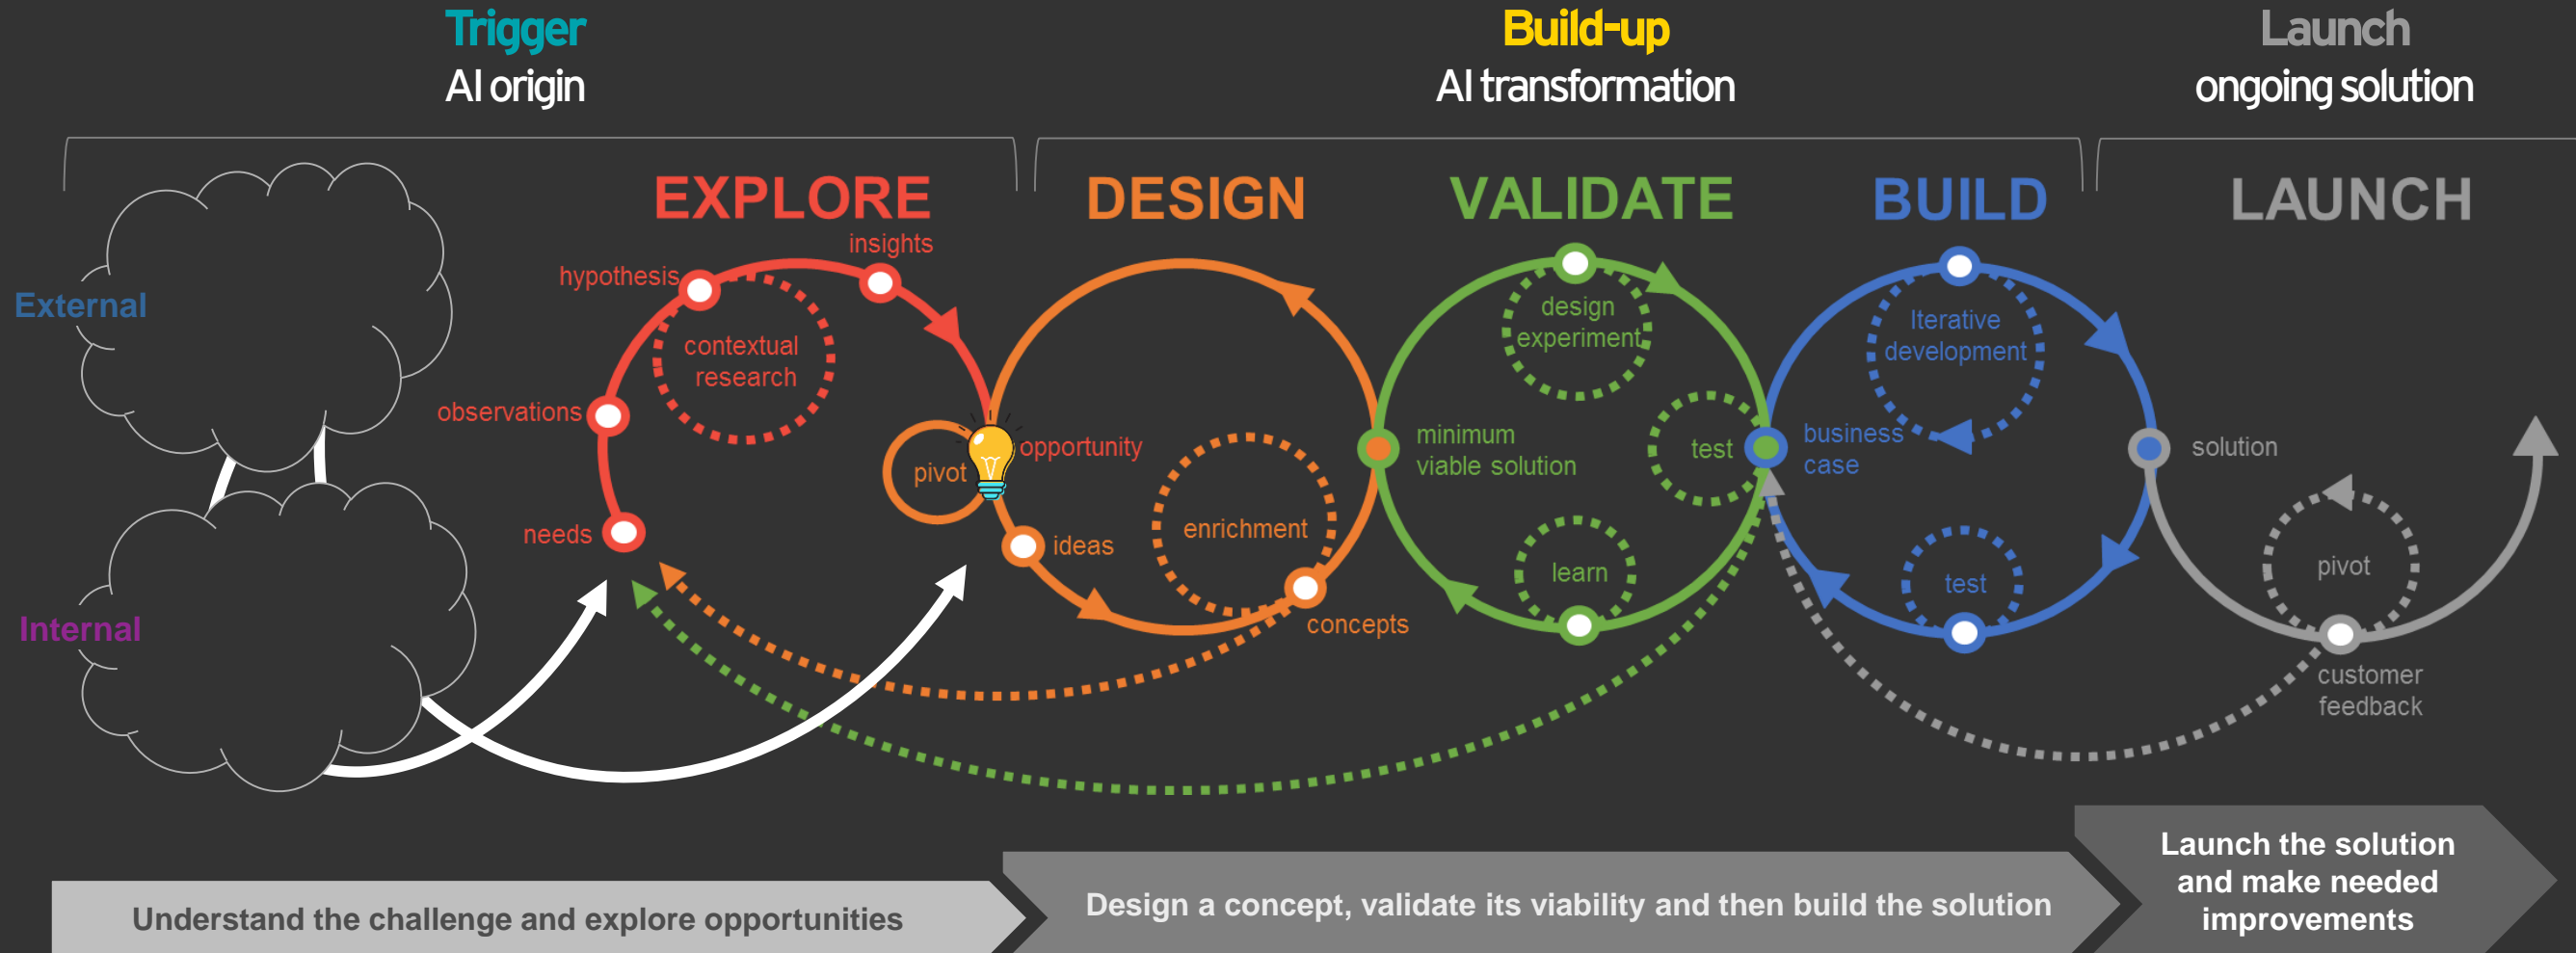 Trigger
AI origin
Build-up
AI transformation
Launch
ongoing solution
EXPLORE
DESIGN
VALIDATE
BUILD
LAUNCH
External
Internal
insights
hypothesis
contextual
research
observations
needs
opportunity
pivot
ideas
enrichment
concepts
design
experiment
minimum
viable solution
test
learn
Iterative
development
business
case
test
solution
pivot
customer
feedback
Understand the challenge and explore opportunities
Design a concept, validate its viability and then build the solution
Launch the solution
and make needed
improvements